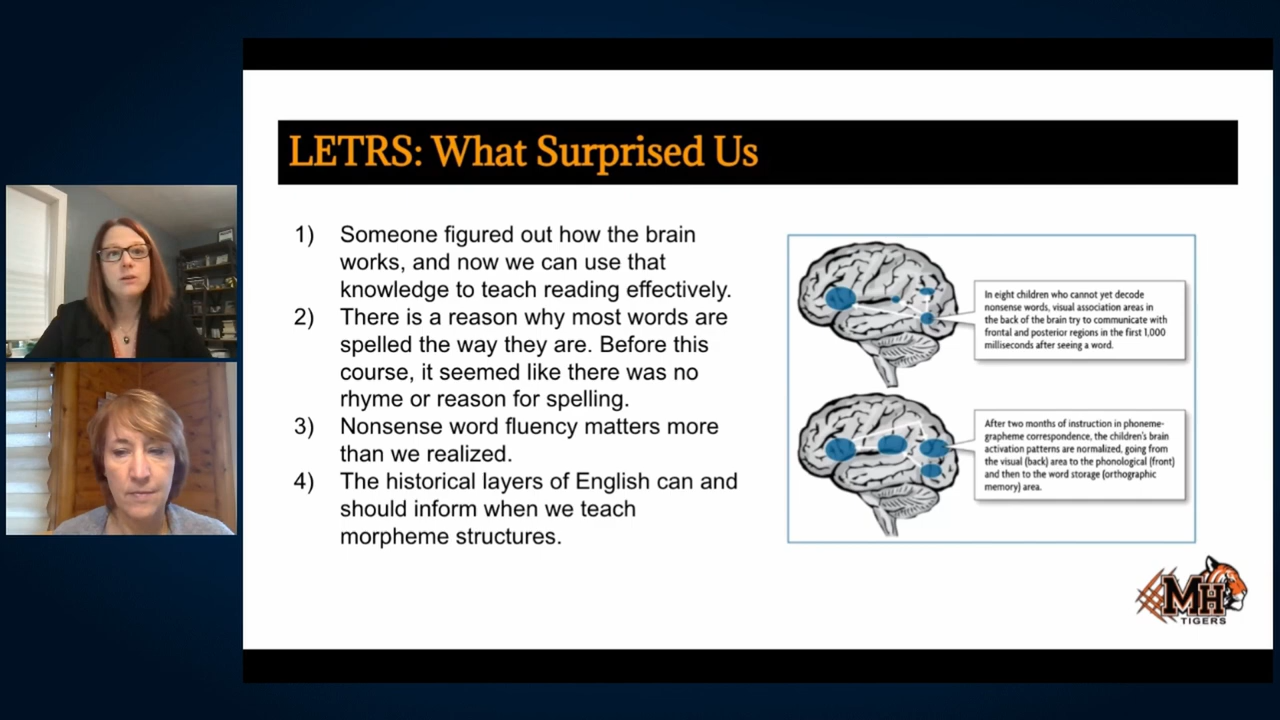 LETRS: What Surprised Us
1) Someone figured out how the brain
works, and now we can use that
knowledge to teach reading effectively.
2) There is a reason why most words are
spelled the way they are. Before this
course, it seemed like there was no
rhyme or reason for spelling.
3) Nonsense word fluency matters more
than we realized.
4) The historical layers of English can and
should inform when we teach
morpheme structures.
In eight children who cannot yet decode
nonsense words, visual association areas in
the back of the brain try to communicate with
frontal and posterior regions in the first 1,000
milliseconds after seeing a word.
After two months of instruction in phoneme-
grapheme correspondence, the children's brain
activation patterns are normalized, going from
the visual (back) area to the phonological (front)
and then to the word storage (orthographic
memory) area.
MH
TIGERS